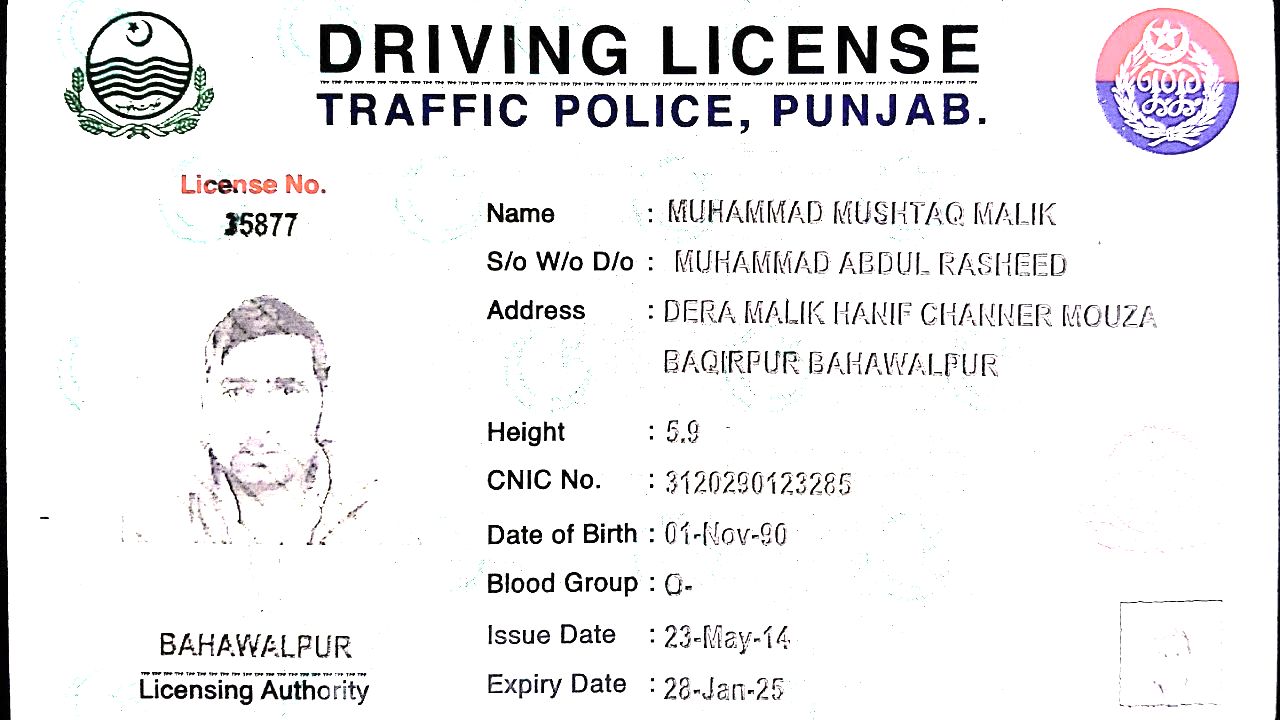 DRIVING LICENSE
TRAFFIC POLICE, PUNJAB.
License No.
15877
Name : MUHAMMAD MUSHTAQ MALIK
S/o W/o D/o : MUHAMMAD ABDUL RASHEED
Address : DERA MALIK HANIF CHANNER MOUZA
BAQIRPUR BAHAWALPUR
Height : 5.9
CNIC No. : 3120290123285
Date of Birth : 01-Nov-90
Blood Group : O-
Issue Date : 23-May-14
Expiry Date : 28-Jan-25
BAHAWALPUR
Licensing Authority